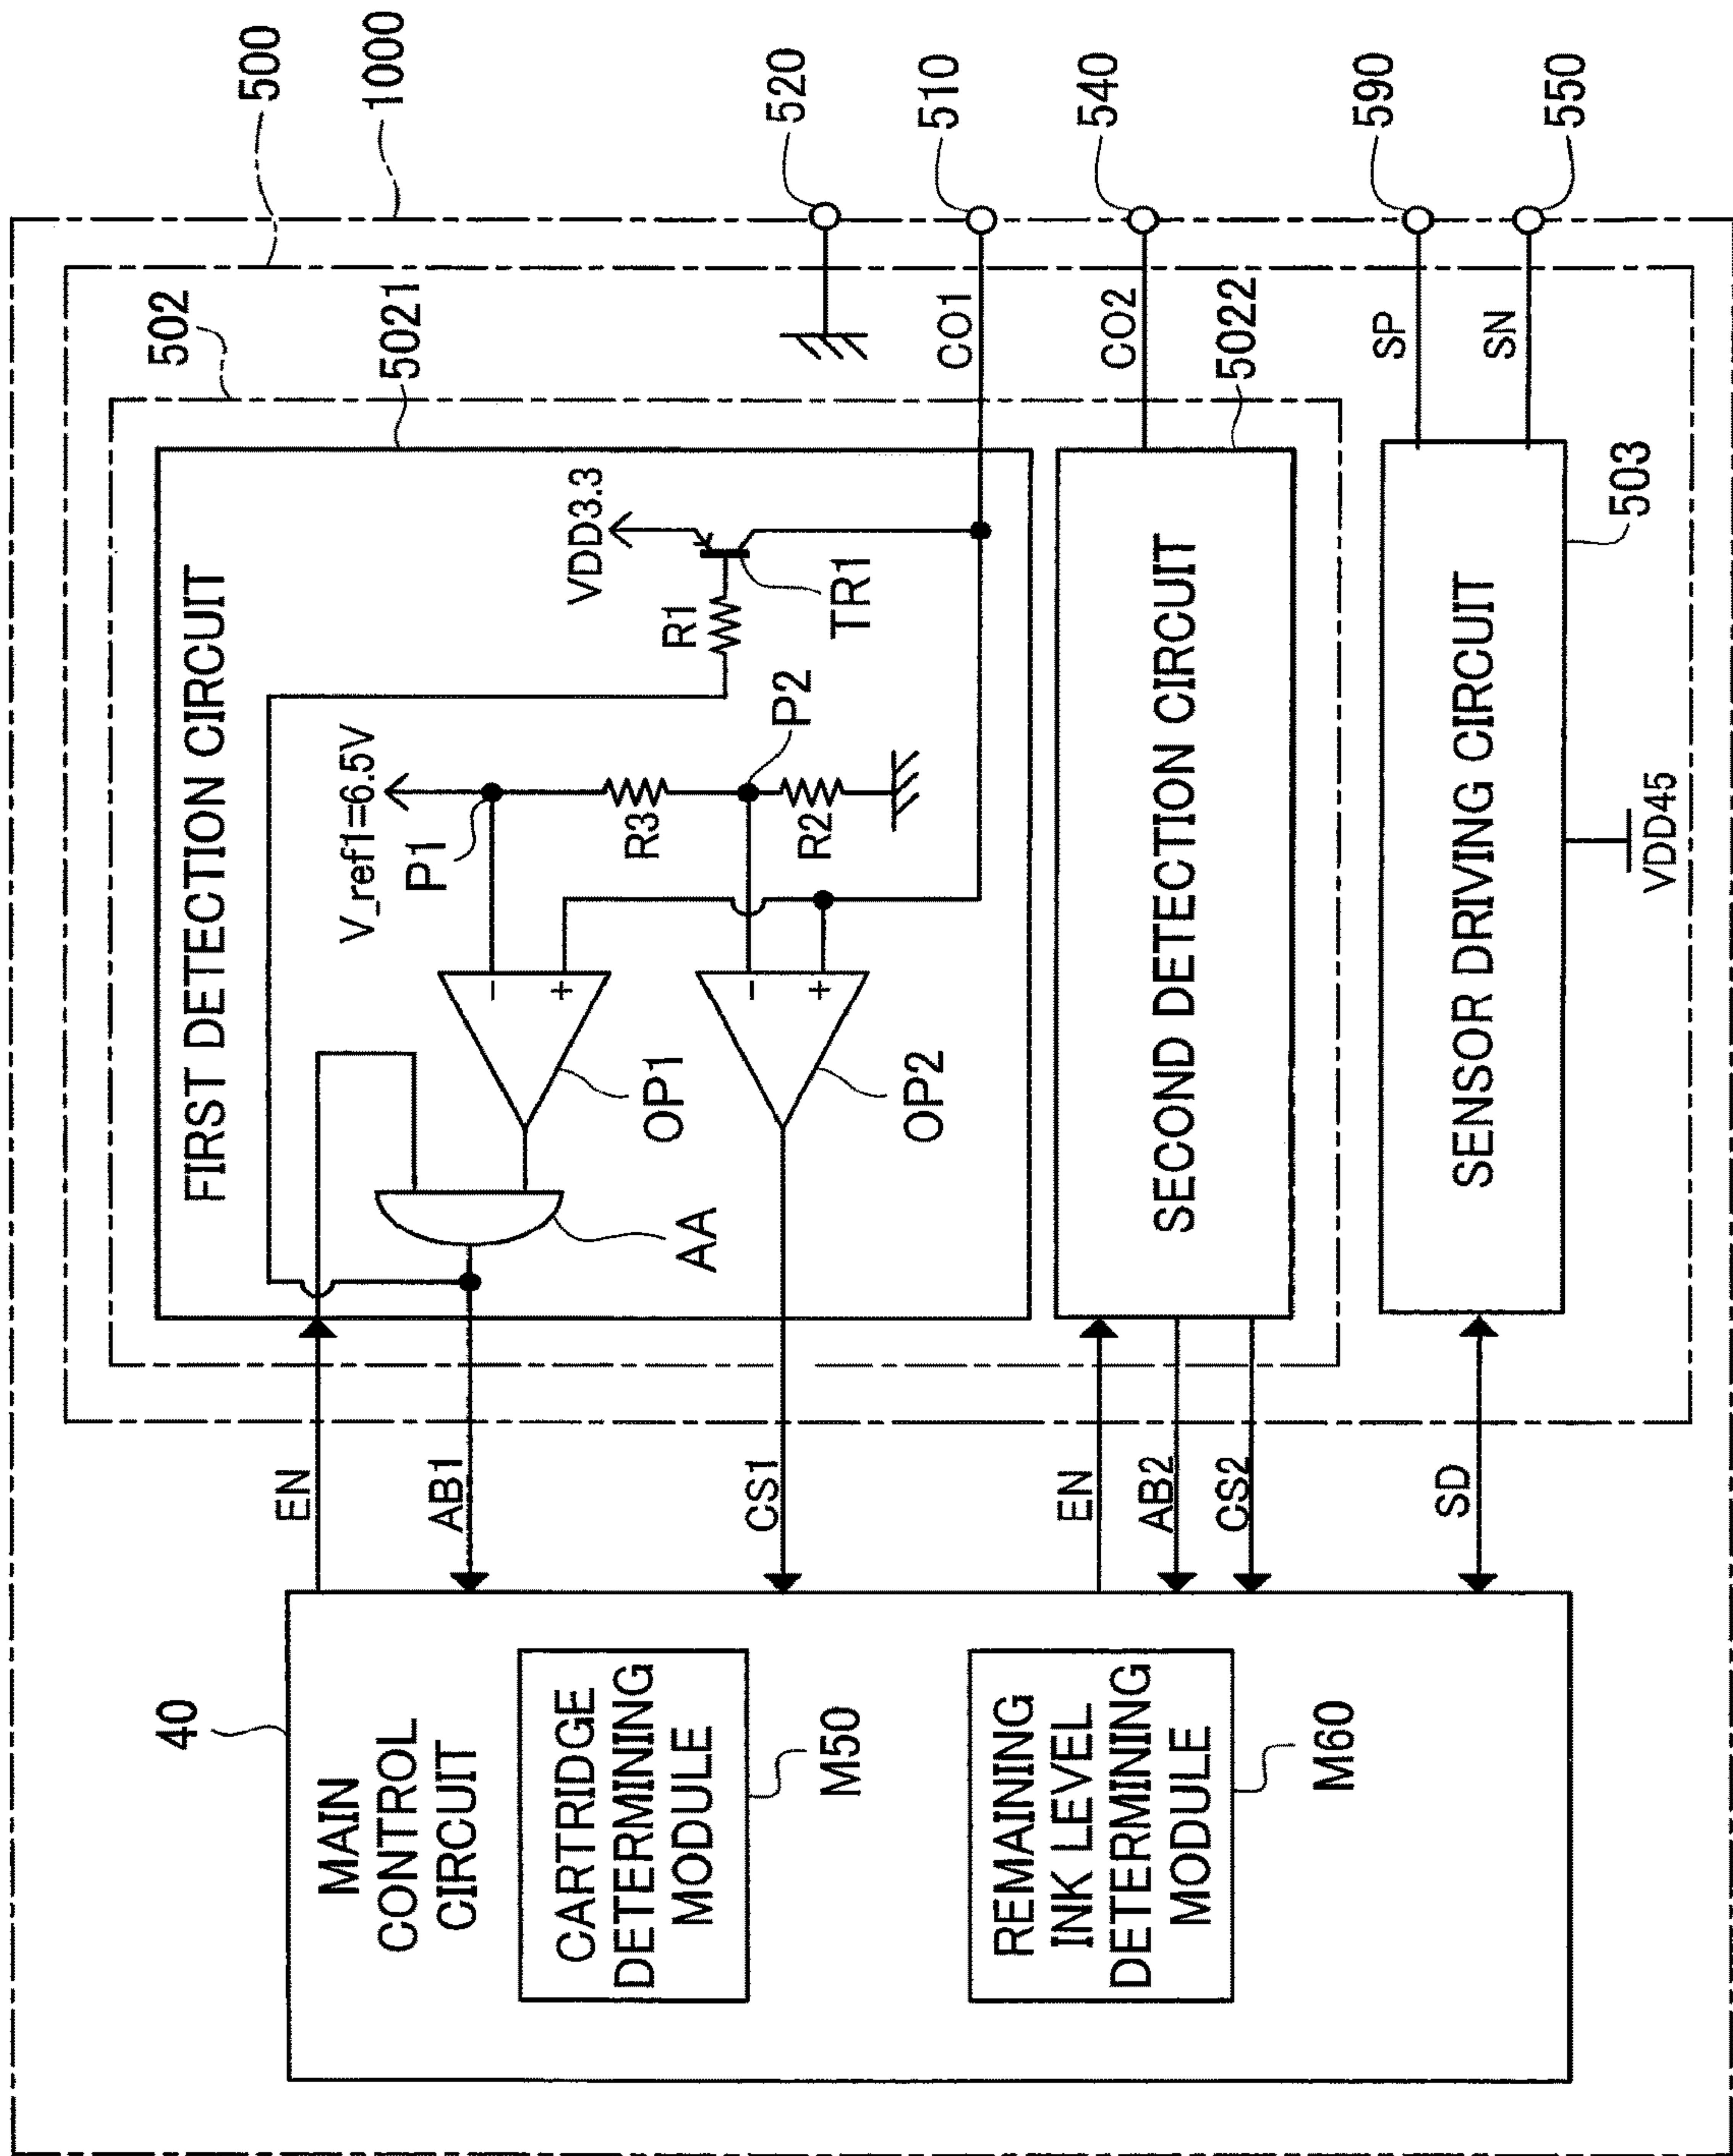 40
MAIN
CONTROL
CIRCUIT
CARTRIDGE
DETERMINING
MODULE
M50
REMAINING
INK LEVEL
DETERMINING
MODULE
M60
EN
AB1
CS1
EN
AB2
CS2
SD
500
1000
502
5021
FIRST DETECTION CIRCUIT
AA
OP1
OP2
- +
- +
V_ref1=6.5V
P1
R3
P2
R2
R1
VDD3.3
TR1
SECOND DETECTION CIRCUIT
5022
SENSOR DRIVING CIRCUIT
503
VDD45
CO1
CO2
SP
SN
520
510
540
590
550